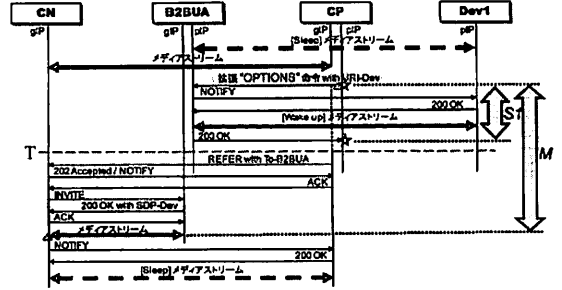 CN B2BUA CP Dev1
gIP gIP pIP gIP pIP pIP
[Sleep]メディアストリーム
メディアストリーム
拡張 "OPTIONS" 命令 with URI-Dev
NOTIFY
200 OK
[Wake up]メディアストリーム
200 OK
S
M
T
REFER with To-B2BUA
202 Accepted / NOTIFY
ACK
INVITE
200 OK with SDP-Dev
ACK
メディアストリーム
NOTIFY
200 OK
[Sleep]メディアストリーム